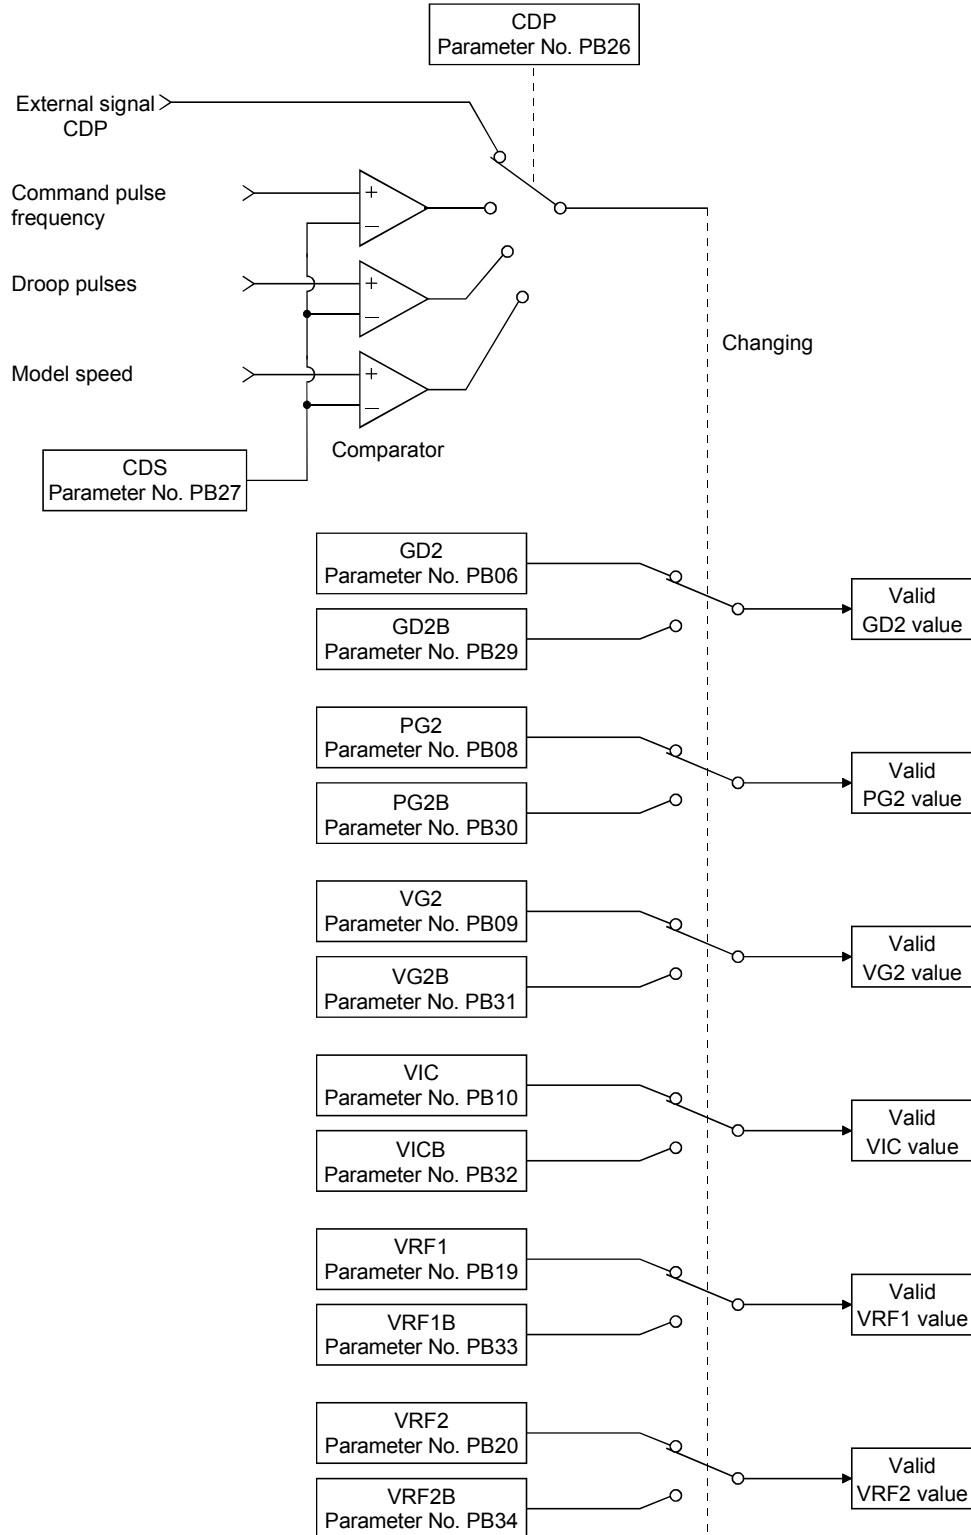 CDP
Parameter No. PB26
External signal
CDP
Command pulse
frequency
+
−
Droop pulses
+
−
Model speed
+
−
Changing
Comparator
CDS
Parameter No. PB27
GD2
Parameter No. PB06
GD2B
Parameter No. PB29
Valid
GD2 value
PG2
Parameter No. PB08
PG2B
Parameter No. PB30
Valid
PG2 value
VG2
Parameter No. PB09
VG2B
Parameter No. PB31
Valid
VG2 value
VIC
Parameter No. PB10
VICB
Parameter No. PB32
Valid
VIC value
VRF1
Parameter No. PB19
VRF1B
Parameter No. PB33
Valid
VRF1 value
VRF2
Parameter No. PB20
VRF2B
Parameter No. PB34
Valid
VRF2 value